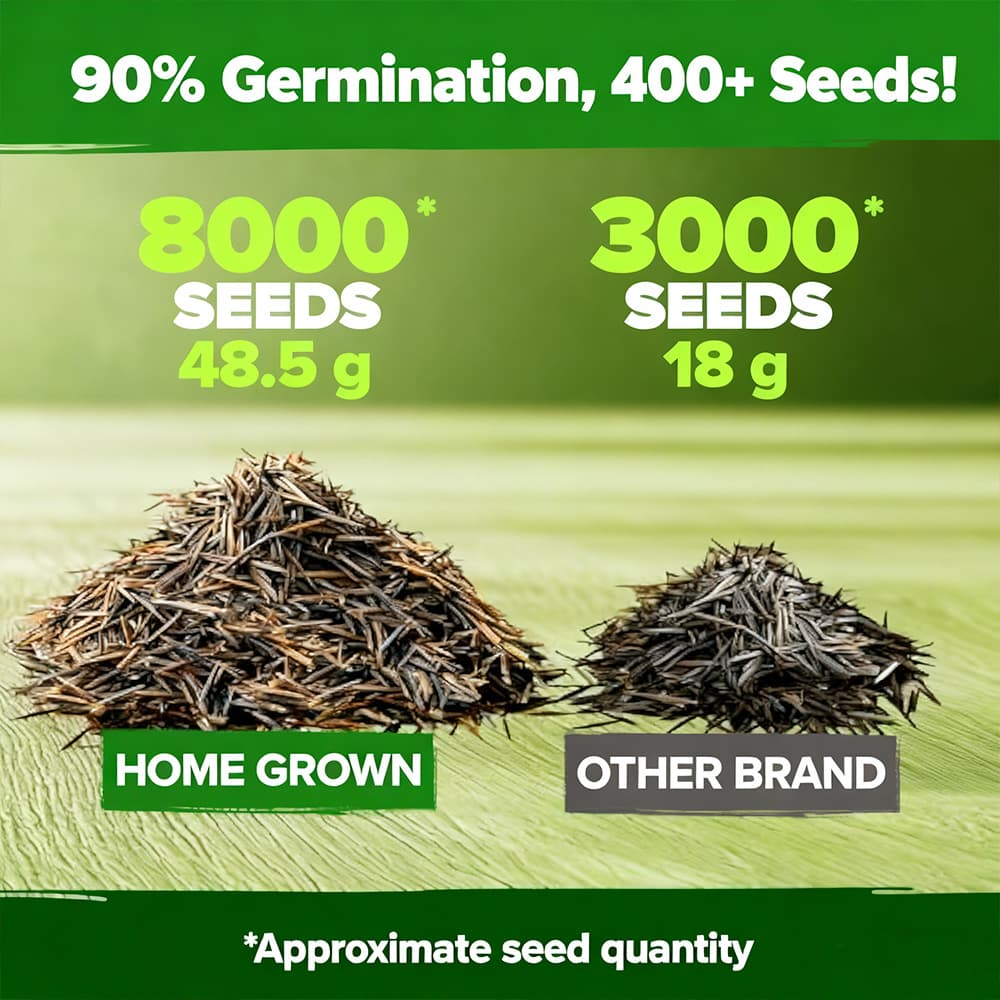 90% Germination, 400+ Seeds!
8000*
SEEDS
48.5 g
3000*
SEEDS
18 g
HOME GROWN
OTHER BRAND
*Approximate seed quantity